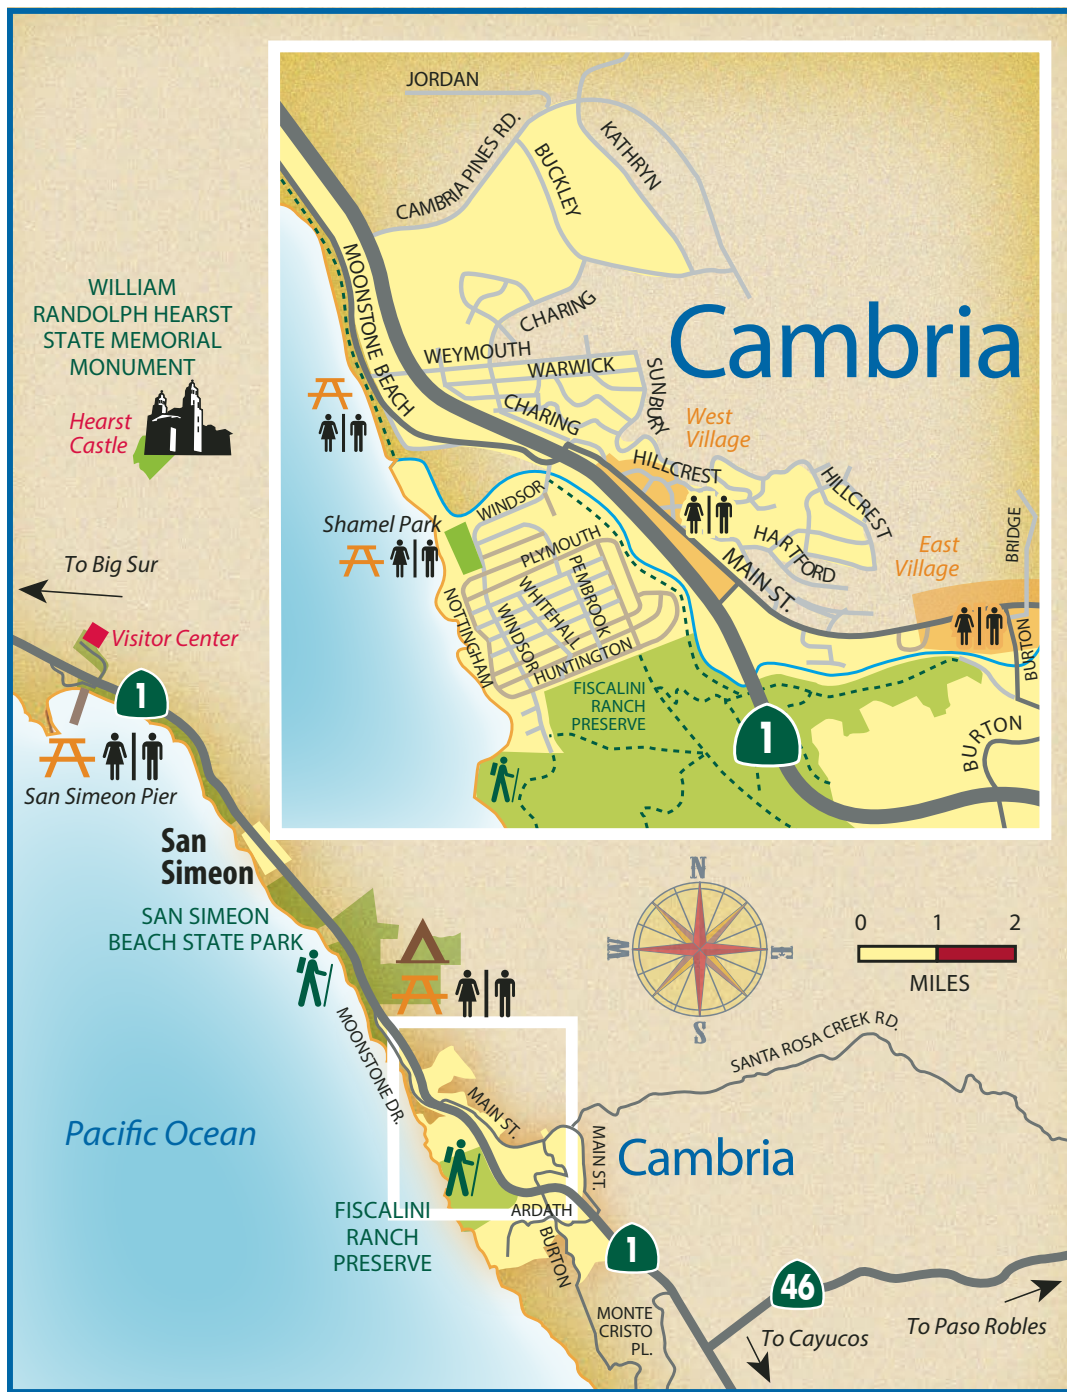 JORDAN
CAMBRIA PINES RD.
BUCKLEY
KATHRYN
MOONSTONE BEACH
CHARING
WEYMOUTH
WARWICK
SUNBURY
Cambria
CHARING
West
Village
HILLCREST
HILLCREST
HARTFORD
MAIN ST.
East
Village
BRIDGE
BURTON
BURTON
WINDSOR
Shamel Park
PLYMOUTH
PEMBROOK
WHITEHALL
WINDSOR
NOTTINGHAM
HUNTINGTON
FISCALINI
RANCH
PRESERVE
1
WILLIAM
RANDOLPH HEARST
STATE MEMORIAL
MONUMENT
Hearst
Castle
To Big Sur
Visitor Center
1
San Simeon Pier
San
Simeon
SAN SIMEON
BEACH STATE PARK
N
W
E
S
0 1 2
MILES
MOONSTONE DR.
SANTA ROSA CREEK RD.
MAIN ST.
MAIN ST.
Pacific Ocean
Cambria
FISCALINI
RANCH
PRESERVE
ARDATH
BURTON
1
46
MONTE
CRISTO
PL.
To Cayucos
To Paso Robles